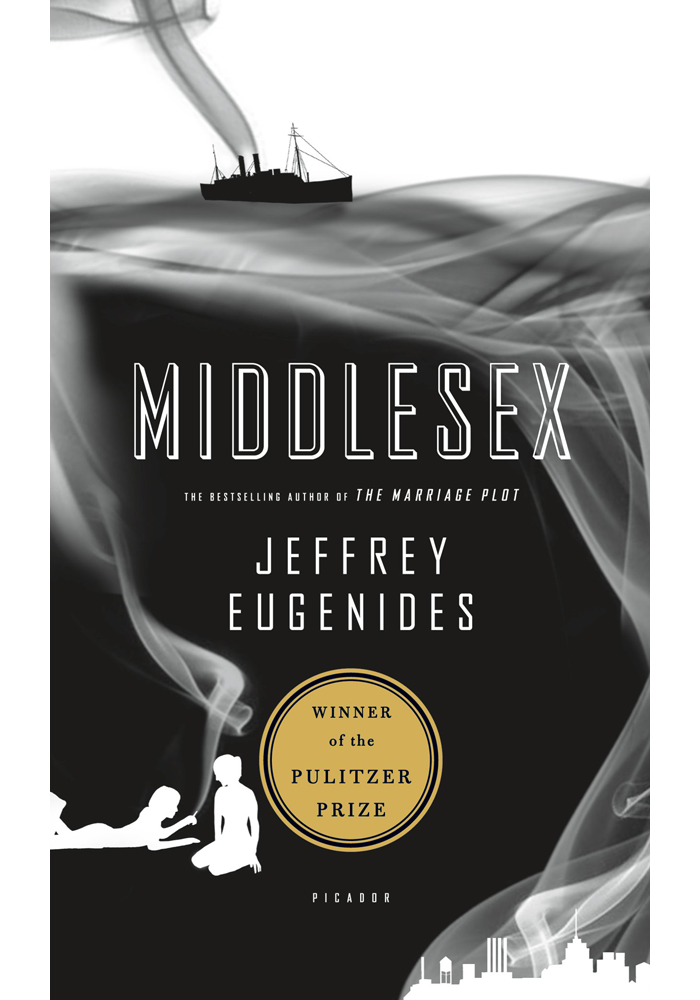 MIDDLESEX
THE BESTSELLING AUTHOR OF THE MARRIAGE PLOT
JEFFREY
EUGENIDES
WINNER
of the
PULITZER
PRIZE
PICADOR